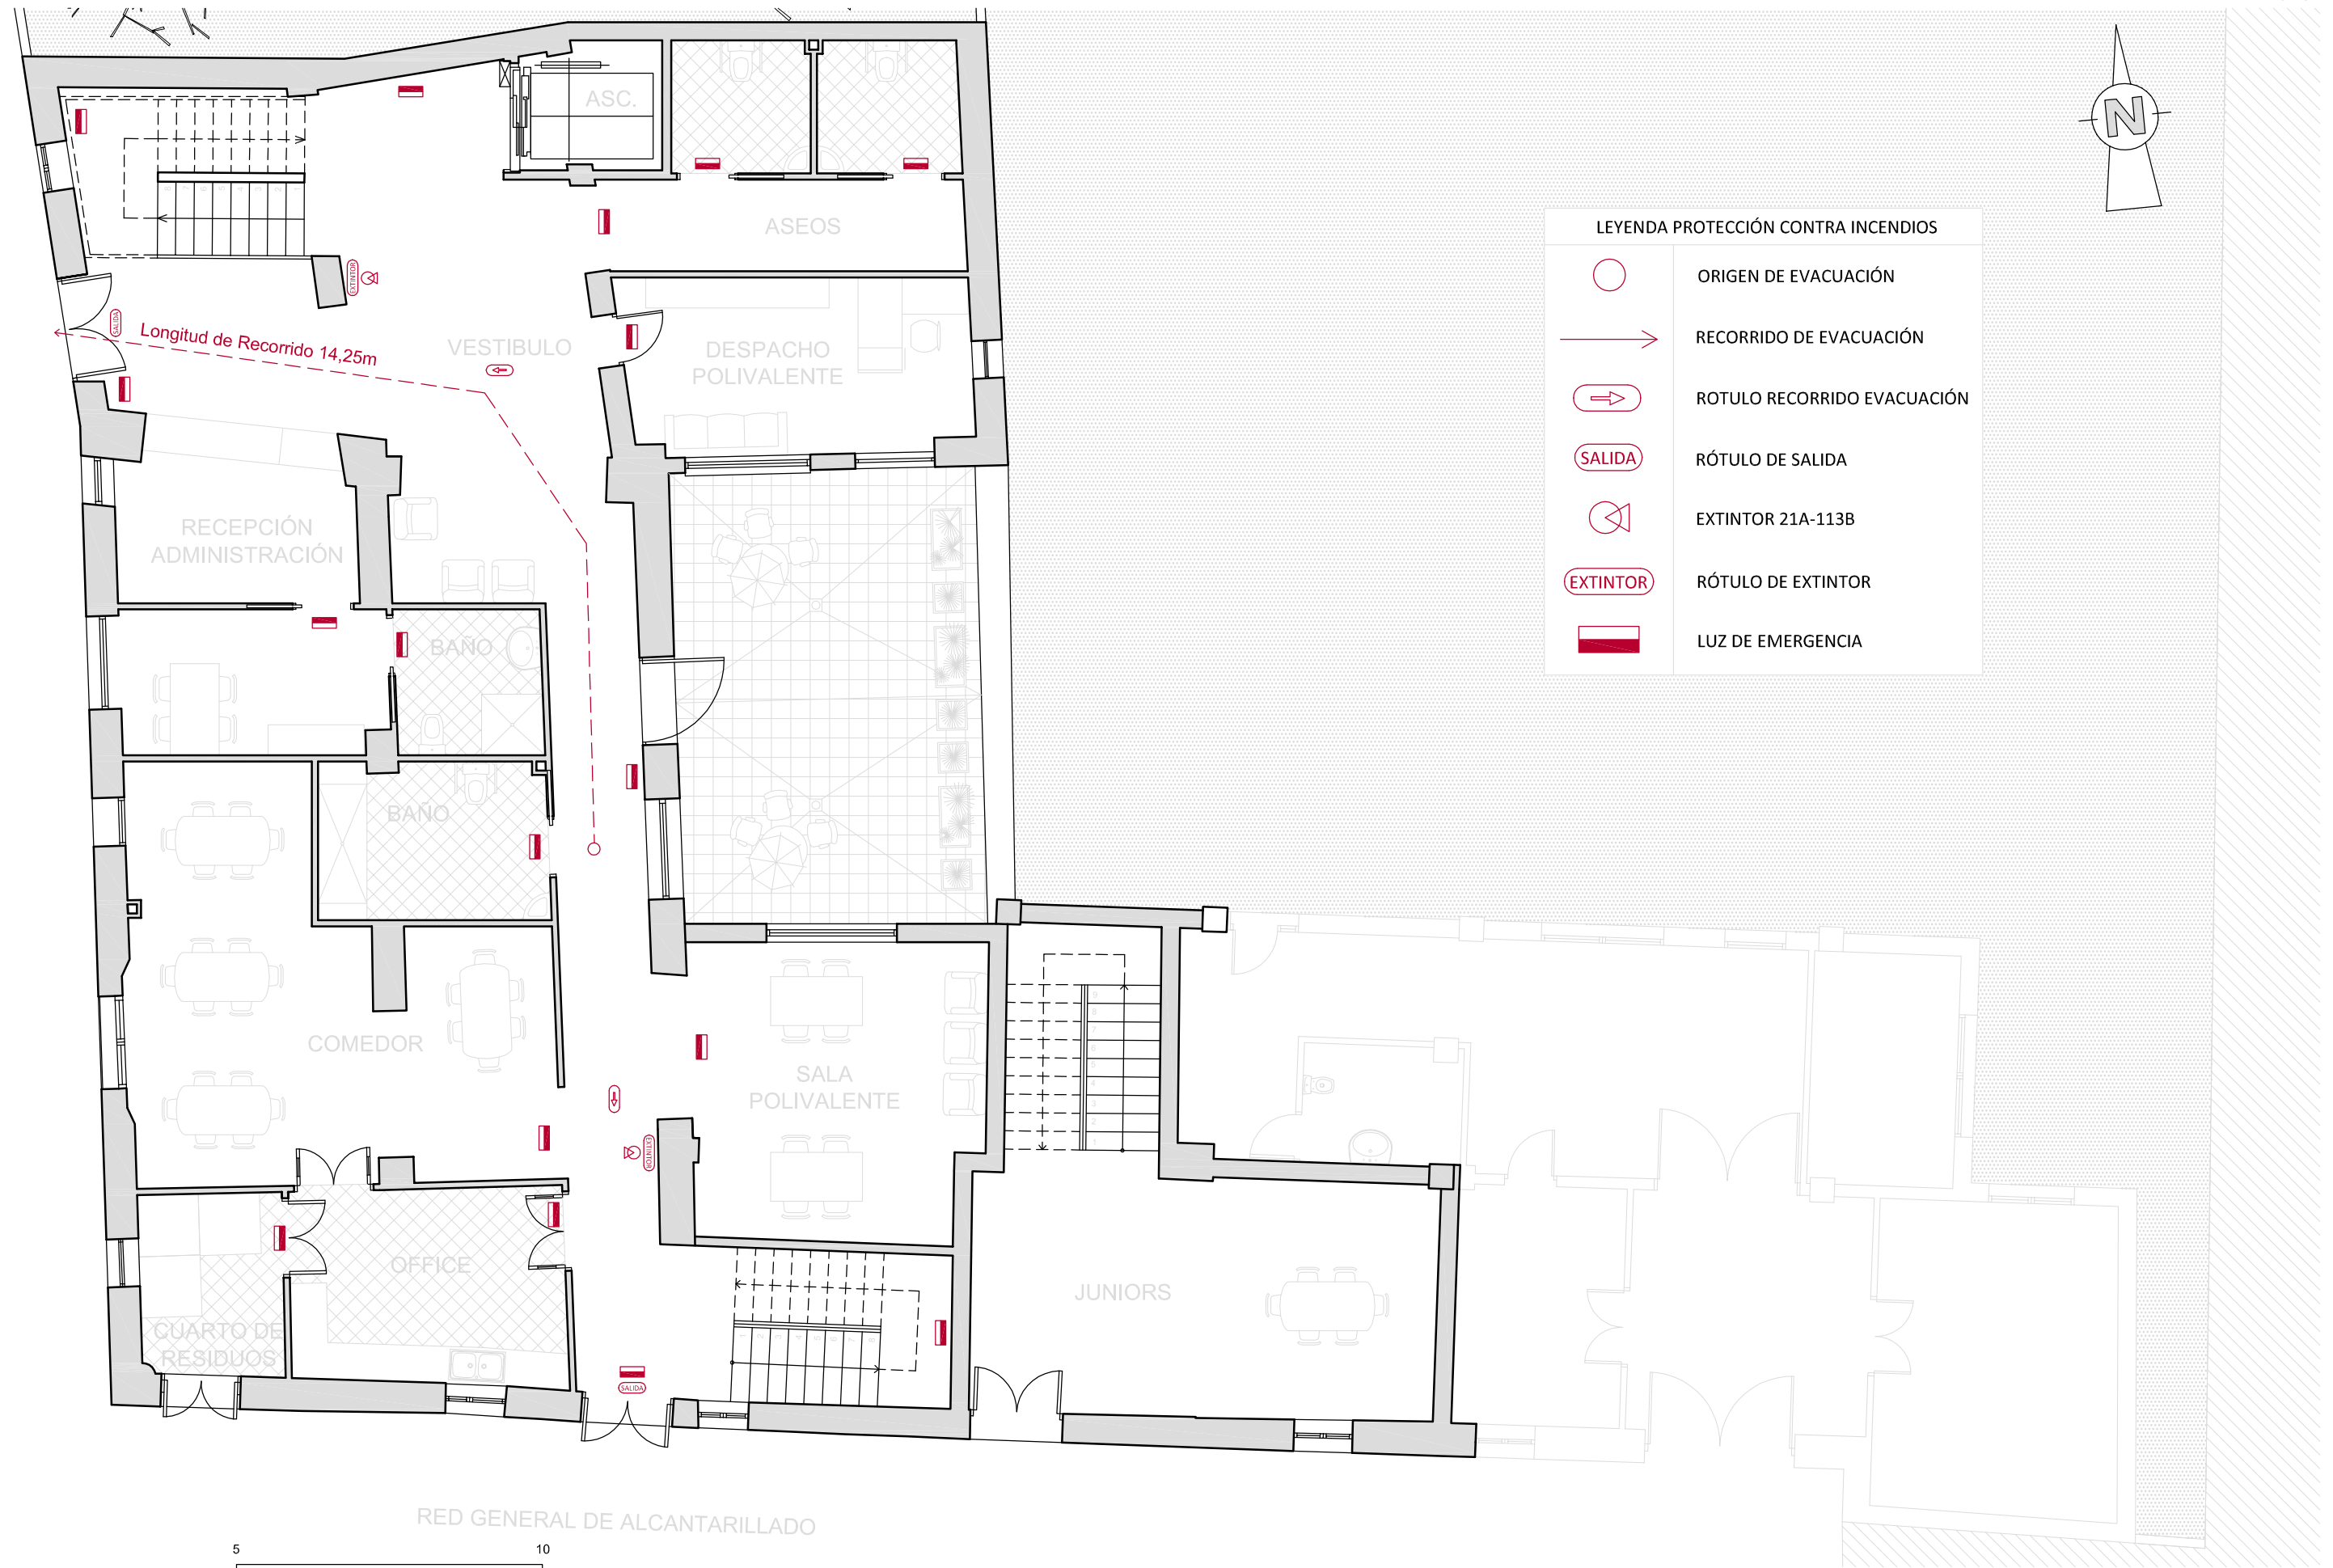 ASC.
ASEOS
EXTINTOR
SALIDA
Longitud de Recorrido 14,25m
VESTIBULO
DESPACHO
POLIVALENTE
RECEPCIÓN
ADMINISTRACIÓN
BAÑO
BAÑO
COMEDOR
SALA
POLIVALENTE
EXTINTOR
OFFICE
JUNIORS
CUARTO DE
RESIDUOS
SALIDA
RED GENERAL DE ALCANTARILLADO
5 10
N
LEYENDA PROTECCIÓN CONTRA INCENDIOS
ORIGEN DE EVACUACIÓN
RECORRIDO DE EVACUACIÓN
ROTULO RECORRIDO EVACUACIÓN
SALIDA RÓTULO DE SALIDA
EXTINTOR 21A-113B
EXTINTOR RÓTULO DE EXTINTOR
LUZ DE EMERGENCIA